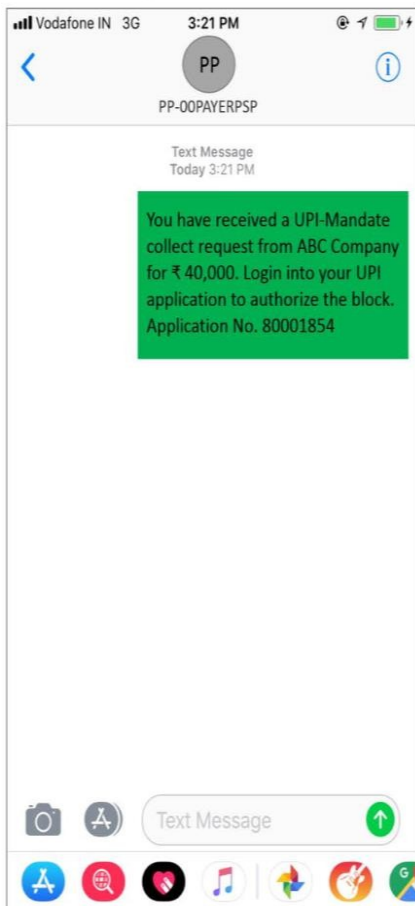 Vodafone IN 3G 3:21 PM
PP
PP-00PAYERPSP
Text Message
Today 3:21 PM
You have received a UPI-Mandate
collect request from ABC Company
for ₹ 40,000. Login into your UPI
application to authorize the block.
Application No. 80001854
Text Message
G